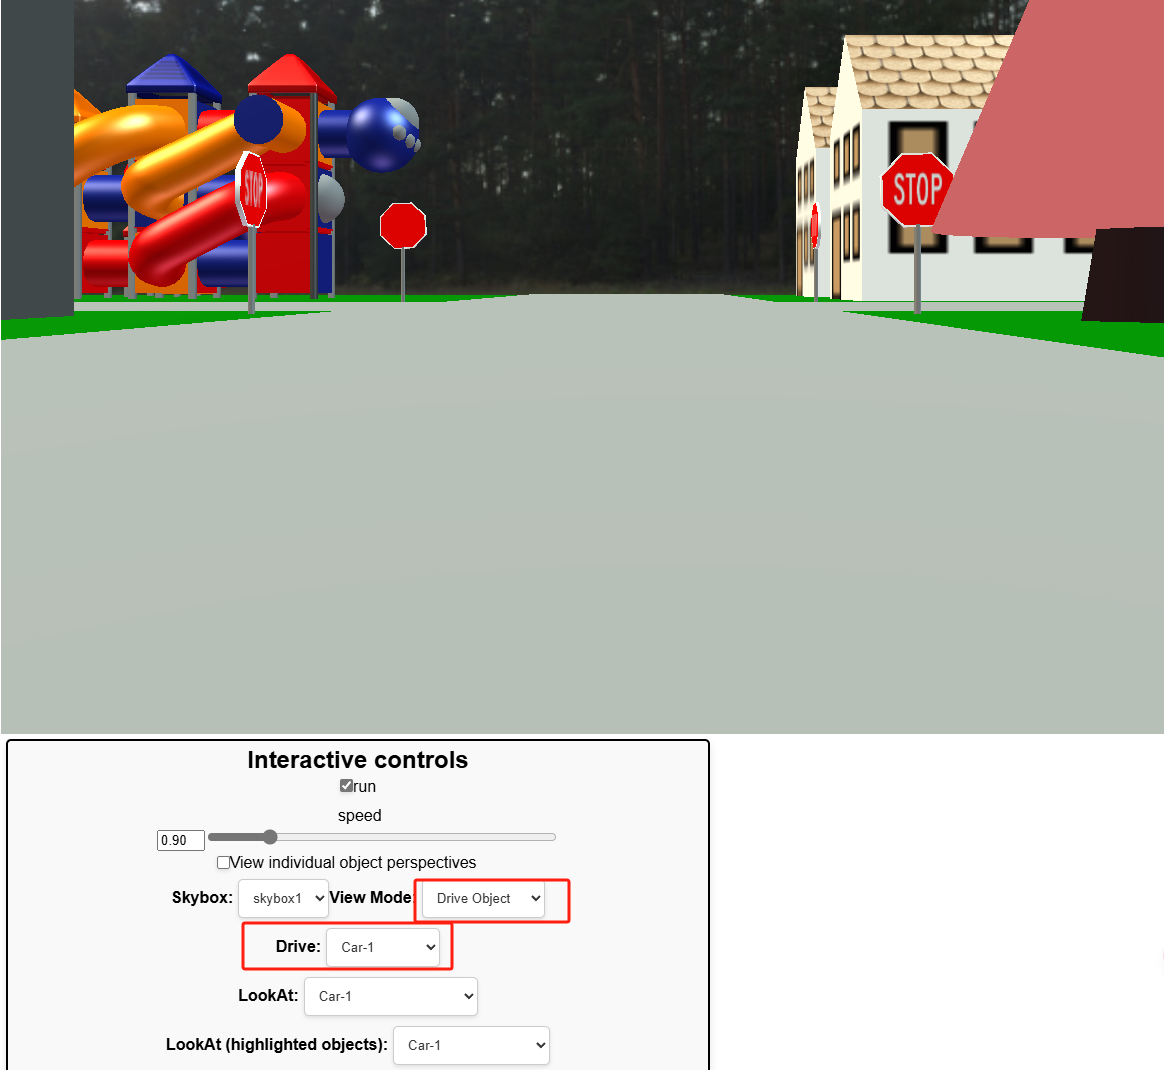 STOP
STOP
Interactive controls
run
speed
0.90
View individual object perspectives
Skybox: skybox1 View Mode: Drive Object
Drive: Car-1
LookAt: Car-1
LookAt (highlighted objects): Car-1